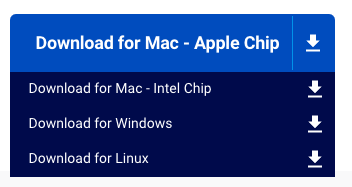 Download for Mac - Apple Chip
Download for Mac - Intel Chip
Download for Windows
Download for Linux